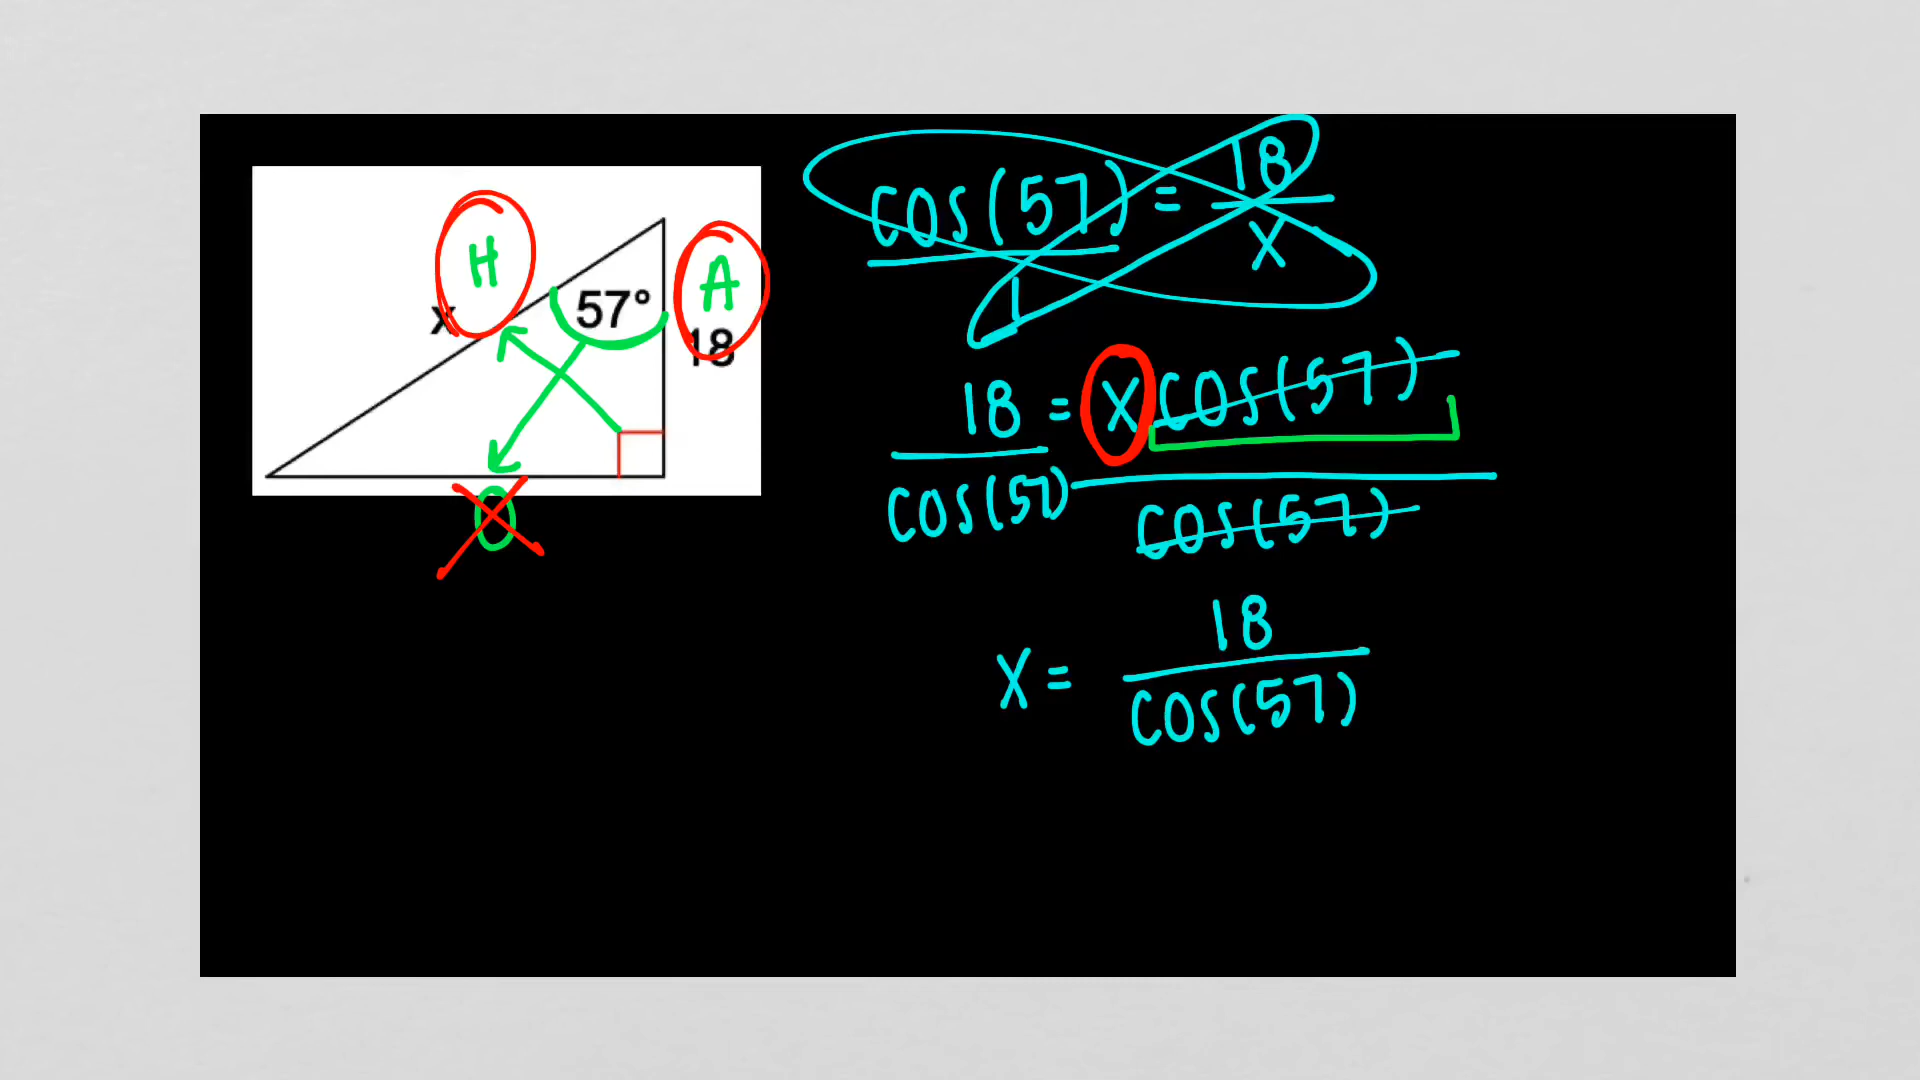 H
57°
A
x
18
O
cos(57) = 18
1 x
18 = x cos(57)
cos(57) cos(57)
x = 18
cos(57)